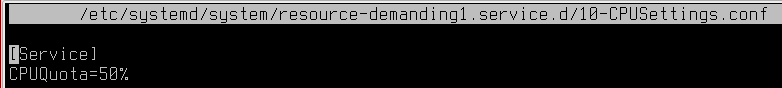 /etc/systemd/system/resource-demanding1.service.d/10-CPUSettings.conf
[Service]
CPUQuota=50%